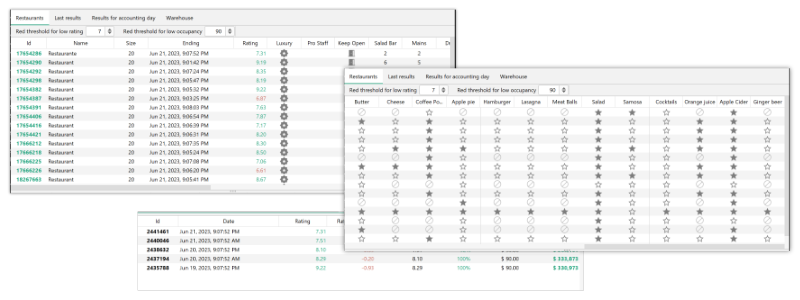 Restaurants Last results Results for accounting day Warehouse
Red threshold for low rating 7 Red threshold for low occupancy 90
Id Name Size Ending Rating Luxury Pro Staff Keep Open Salad Bar Mains
17654286 Restaurante 20 Jun 21, 2023, 9:07:52 PM 7.31 2 2
17654290 Restaurant 20 Jun 21, 2023, 9:01:42 PM 9.19 6 5
17654292 Restaurant 20 Jun 21, 2023, 9:07:24 PM 8.35
17654298 Restaurant 20 Jun 21, 2023, 9:05:47 PM 8.19
17654382 Restaurant 20 Jun 21, 2023, 9:05:32 PM 9.22
17654387 Restaurant 20 Jun 21, 2023, 9:03:25 PM 6.87
17654391 Restaurant 20 Jun 21, 2023, 9:08:03 PM 7.63
17654406 Restaurant 20 Jun 21, 2023, 9:06:54 PM 7.87
17654416 Restaurant 20 Jun 21, 2023, 9:06:39 PM 7.17
17654421 Restaurant 20 Jun 21, 2023, 9:06:31 PM 8.20
17666212 Restaurant 20 Jun 21, 2023, 9:07:35 PM 8.30
17666218 Restaurant 20 Jun 21, 2023, 9:05:24 PM 8.50
17666225 Restaurant 20 Jun 21, 2023, 9:07:08 PM 7.06
17666226 Restaurant 20 Jun 21, 2023, 9:06:20 PM 6.61
18267663 Restaurant 20 Jun 21, 2023, 9:05:41 PM 6.67
Restaurants Last results Results for accounting day Warehouse
Red threshold for low rating 7 Red threshold for low occupancy 90
Butter Cheese Coffee Po... Apple pie Hamburger Lasagna Meat Balls Salad Samosa Cocktails Orange juice Apple Cider Ginger beer
Id Date Rating
2441461 Jun 21, 2023, 9:07:52 PM 7.31
2440046 Jun 21, 2023, 9:07:52 AM 7.51
2438632 Jun 20, 2023, 9:07:52 PM 8.10
2437194 Jun 20, 2023, 9:07:52 AM 8.29 -0.20 8.10 100% $ 90.00 $ 333,873
2435788 Jun 19, 2023, 9:07:52 PM 9.22 -0.93 8.29 100% $ 90.00 $ 330,973